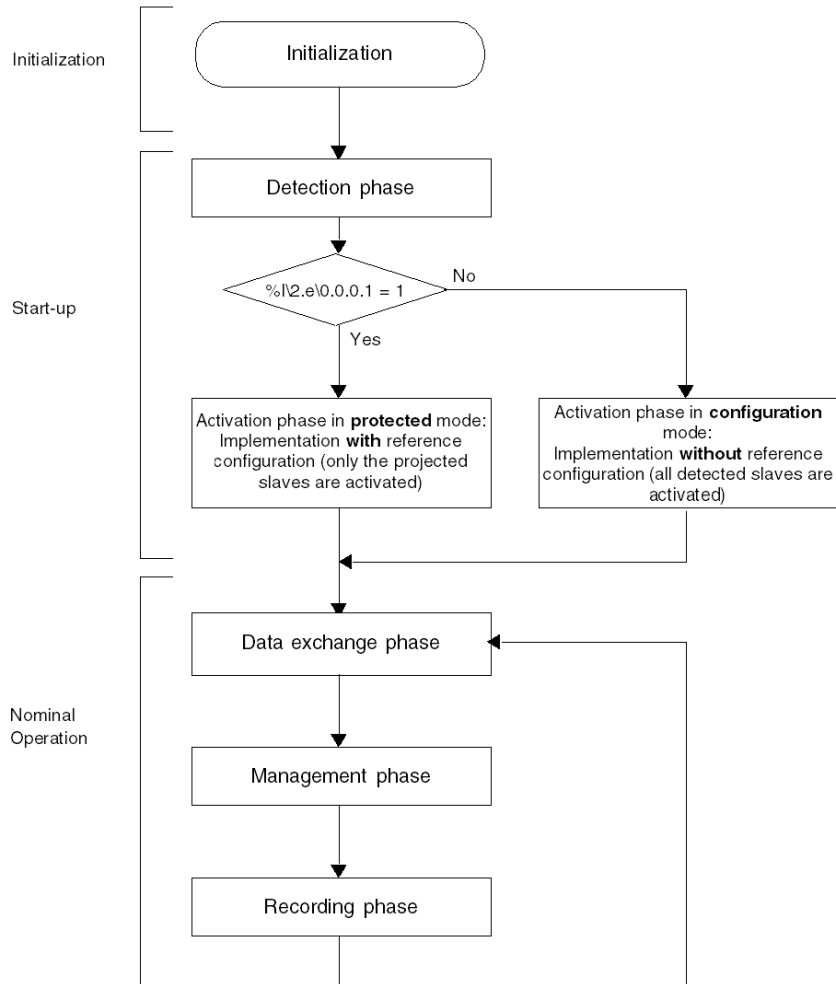 Initialization
Initialization
Detection phase
Start-up
%I\2.e\0.0.0.1 = 1
No
Yes
Activation phase in protected mode:
Implementation with reference
configuration (only the projected
slaves are activated)
Activation phase in configuration
mode:
Implementation without reference
configuration (all detected slaves are
activated)
Data exchange phase
Nominal
Operation
Management phase
Recording phase